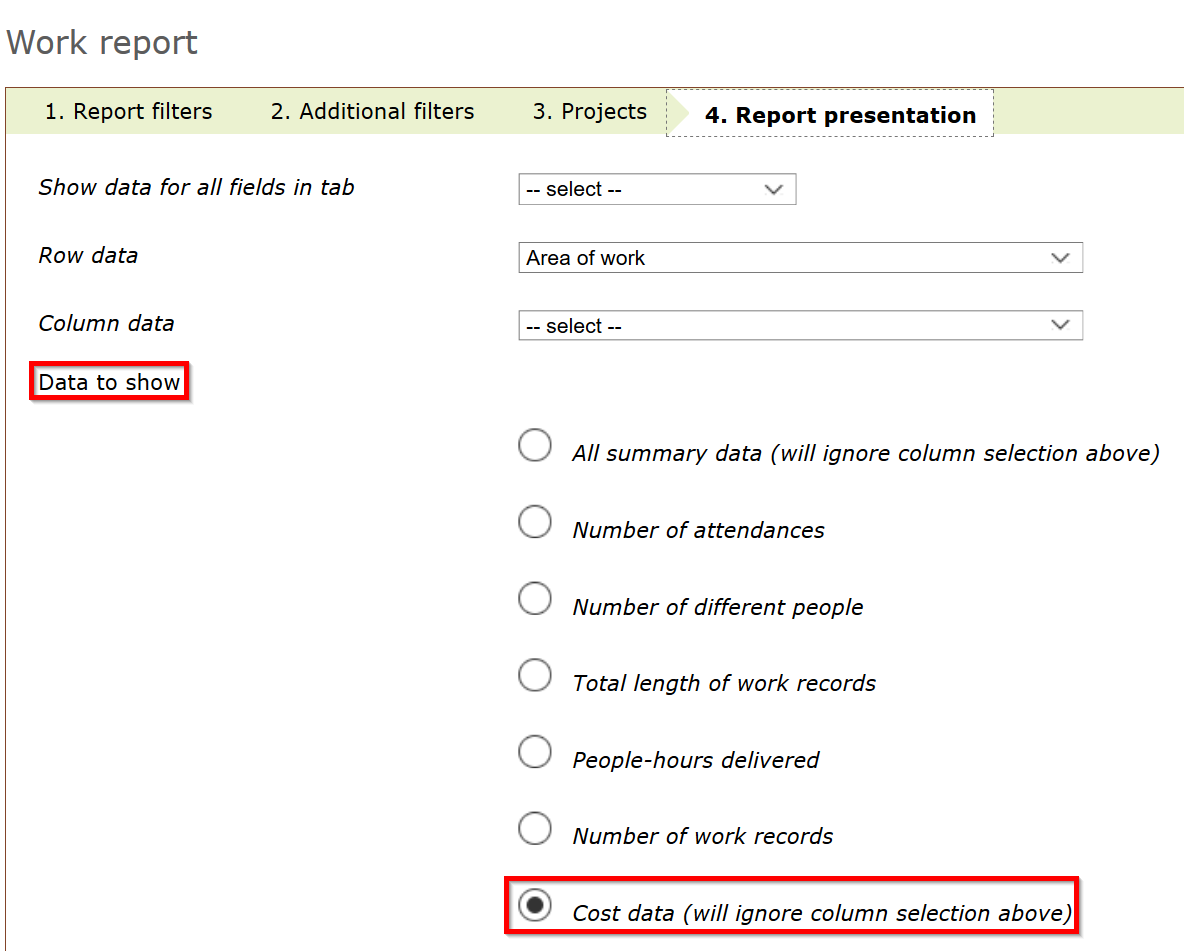 Work report
1. Report filters 2. Additional filters 3. Projects 4. Report presentation
Show data for all fields in tab -- select --
Row data Area of work
Column data -- select --
Data to show
All summary data (will ignore column selection above)
Number of attendances
Number of different people
Total length of work records
People-hours delivered
Number of work records
Cost data (will ignore column selection above)